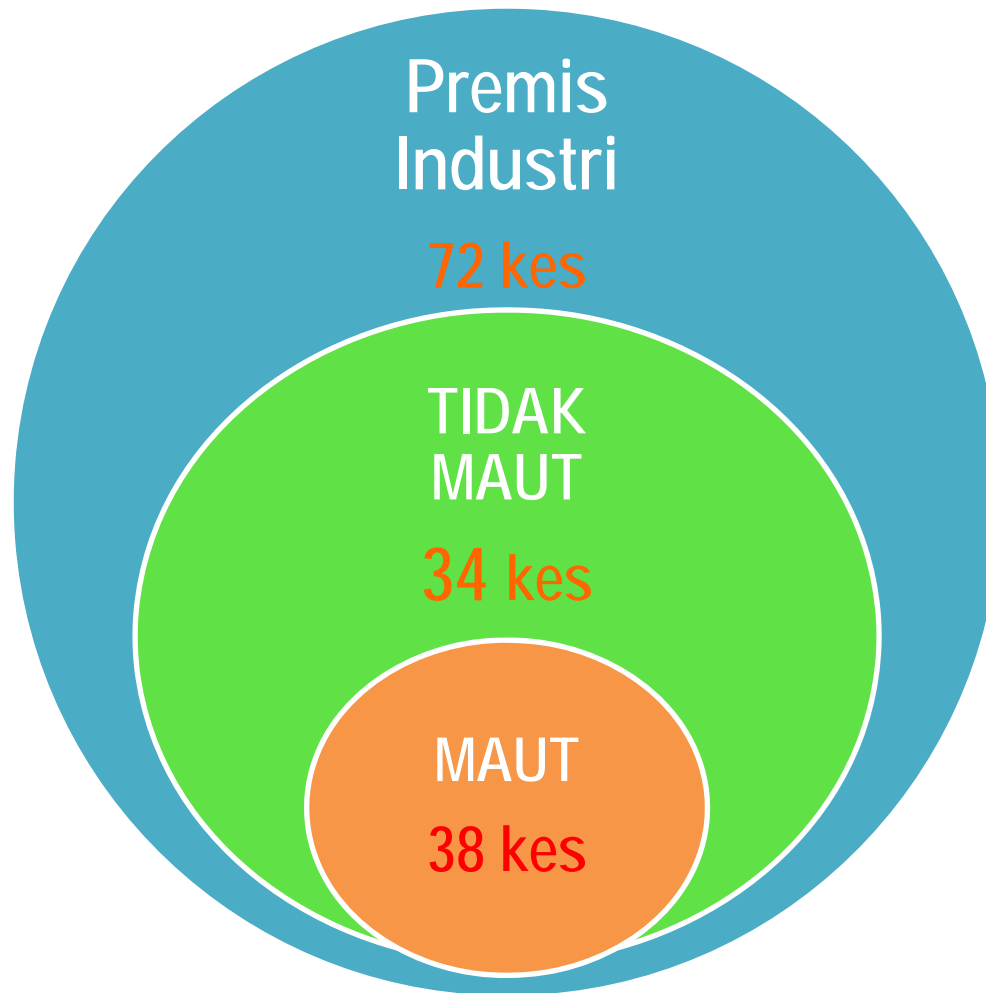 Premis
Industri
72 kes
TIDAK
MAUT
34 kes
MAUT
38 kes